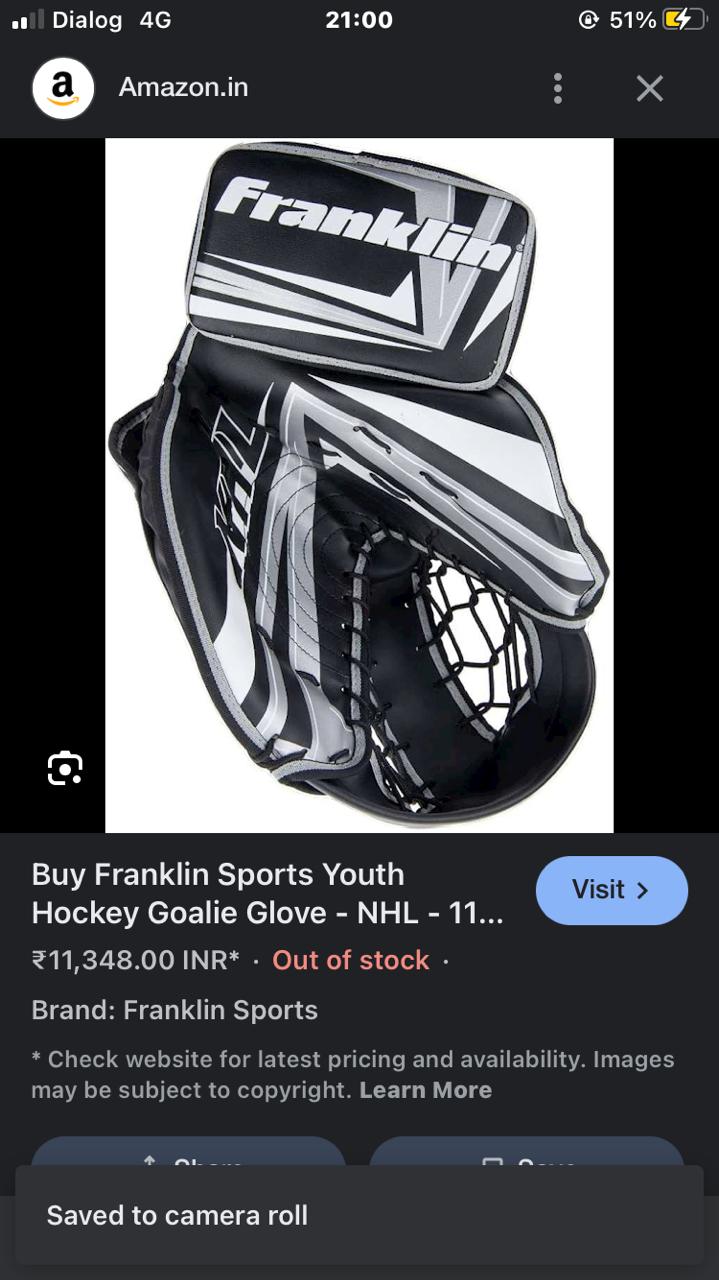 Dialog 4G 21:00 51%
a Amazon.in
Franklin
Buy Franklin Sports Youth
Hockey Goalie Glove - NHL - 11...
Visit >
₹11,348.00 INR* · Out of stock ·
Brand: Franklin Sports
* Check website for latest pricing and availability. Images
may be subject to copyright. Learn More
Share Save
Saved to camera roll